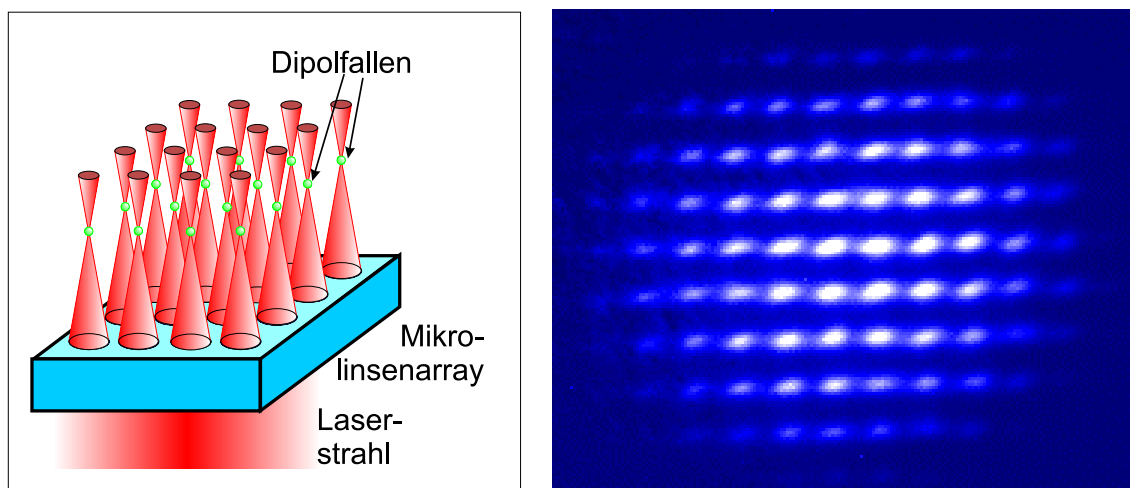 Dipolfallen
Mikro-
linsenarray
Laser-
strahl